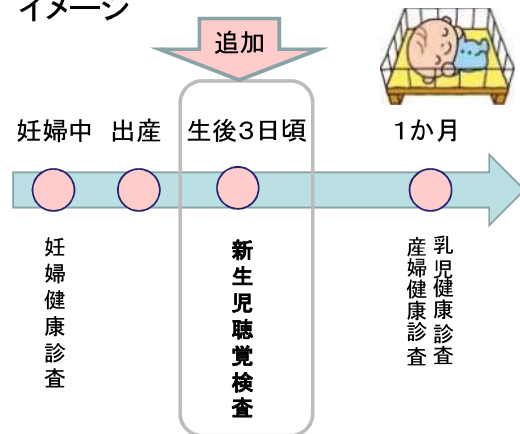 イメージ
追加
妊婦中
出産
生後3日頃
1か月
妊婦健康診査
新生児聴覚検査
乳児健康診査
産婦健康診査